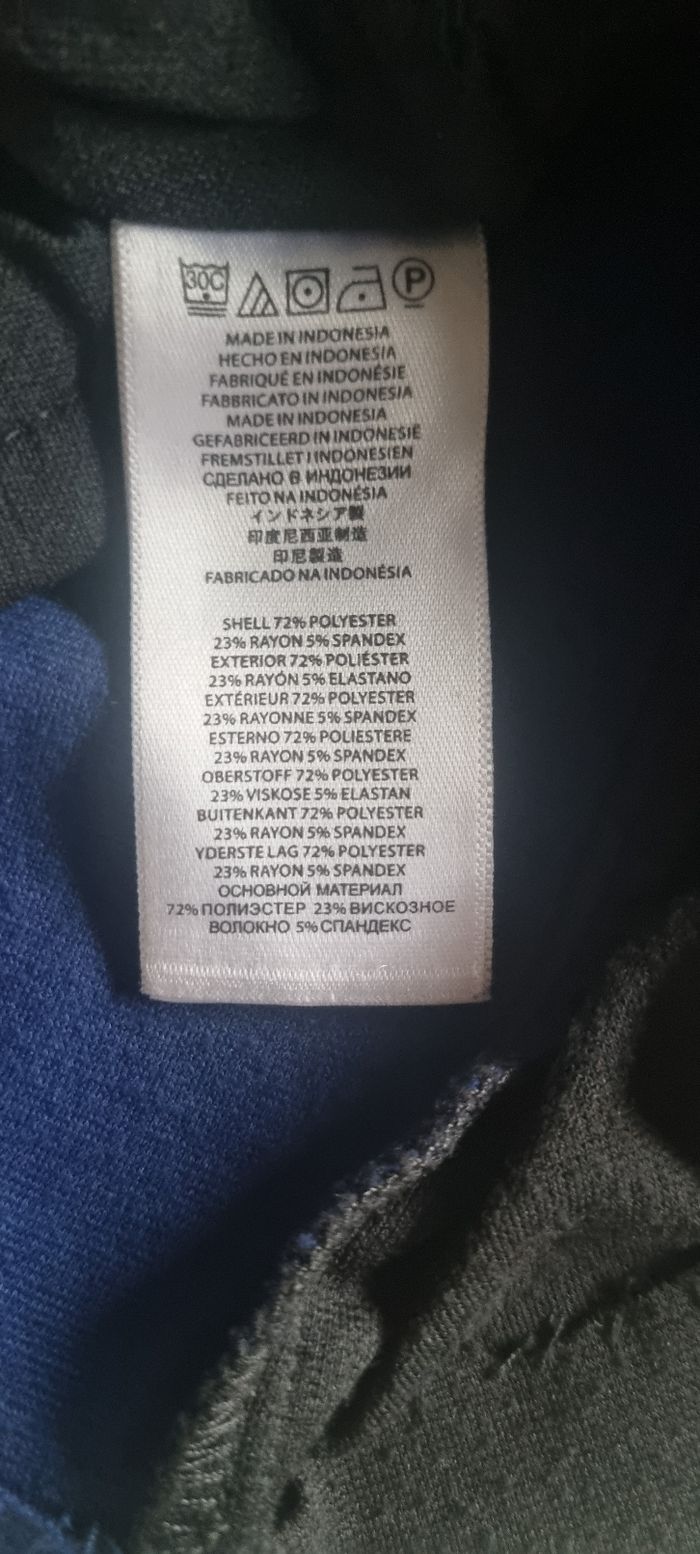 30C P
MADE IN INDONESIA
HECHO EN INDONESIA
FABRIQUÉ EN INDONÉSIE
FABBRICATO IN INDONESIA
MADE IN INDONESIA
GEFABRICEERD IN INDONESIË
FREMSTILLET I INDONESIEN
СДЕЛАНО В ИНДОНЕЗИИ
FEITO NA INDONÉSIA
インドネシア製
印度尼西亚制造
印尼製造
FABRICADO NA INDONÉSIA
SHELL 72% POLYESTER
23% RAYON 5% SPANDEX
EXTERIOR 72% POLIÉSTER
23% RAYÓN 5% ELASTANO
EXTÉRIEUR 72% POLYESTER
23% RAYONNE 5% SPANDEX
ESTERNO 72% POLIESTERE
23% RAYON 5% SPANDEX
OBERSTOFF 72% POLYESTER
23% VISKOSE 5% ELASTAN
BUITENKANT 72% POLYESTER
23% RAYON 5% SPANDEX
YDERSTE LAG 72% POLYESTER
23% RAYON 5% SPANDEX
ОСНОВНОЙ МАТЕРИАЛ
72% ПОЛИЭСТЕР 23% ВИСКОЗНОЕ
ВОЛОКНО 5% СПАНДЕКС